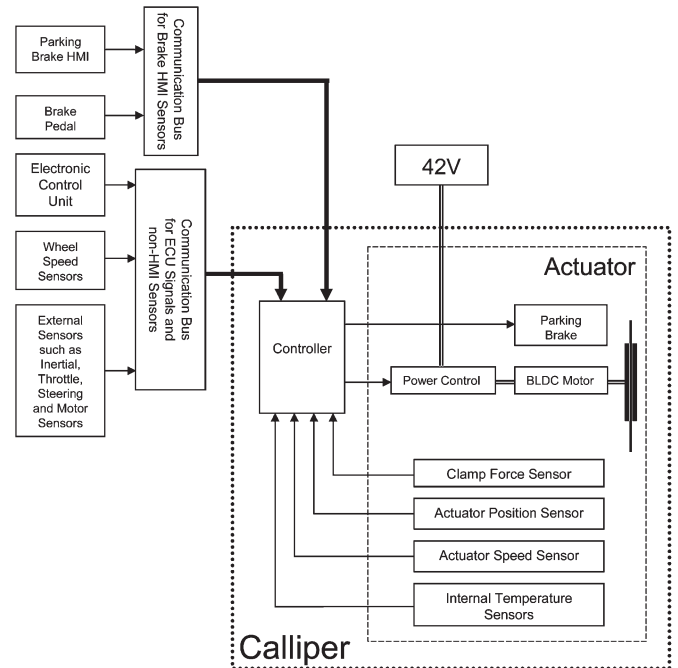 Parking
Brake HMI
Brake
Pedal
Communication Bus
for Brake HMI Sensors
Electronic
Control
Unit
Wheel
Speed
Sensors
External
Sensors
such as
Inertial,
Throttle,
Steering
and Motor
Sensors
Communication Bus
for ECU Signals and
non-HMI Sensors
42V
Actuator
Controller
Parking
Brake
Power Control
BLDC Motor
Clamp Force Sensor
Actuator Position Sensor
Actuator Speed Sensor
Internal Temperature
Sensors
Calliper